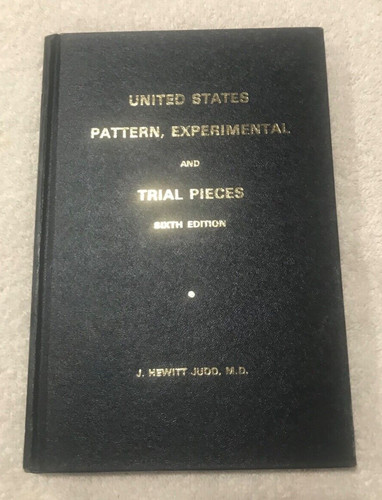 UNITED STATES
PATTERN, EXPERIMENTAL
AND
TRIAL PIECES
SIXTH EDITION
J. HEWITT JUDD, M.D.